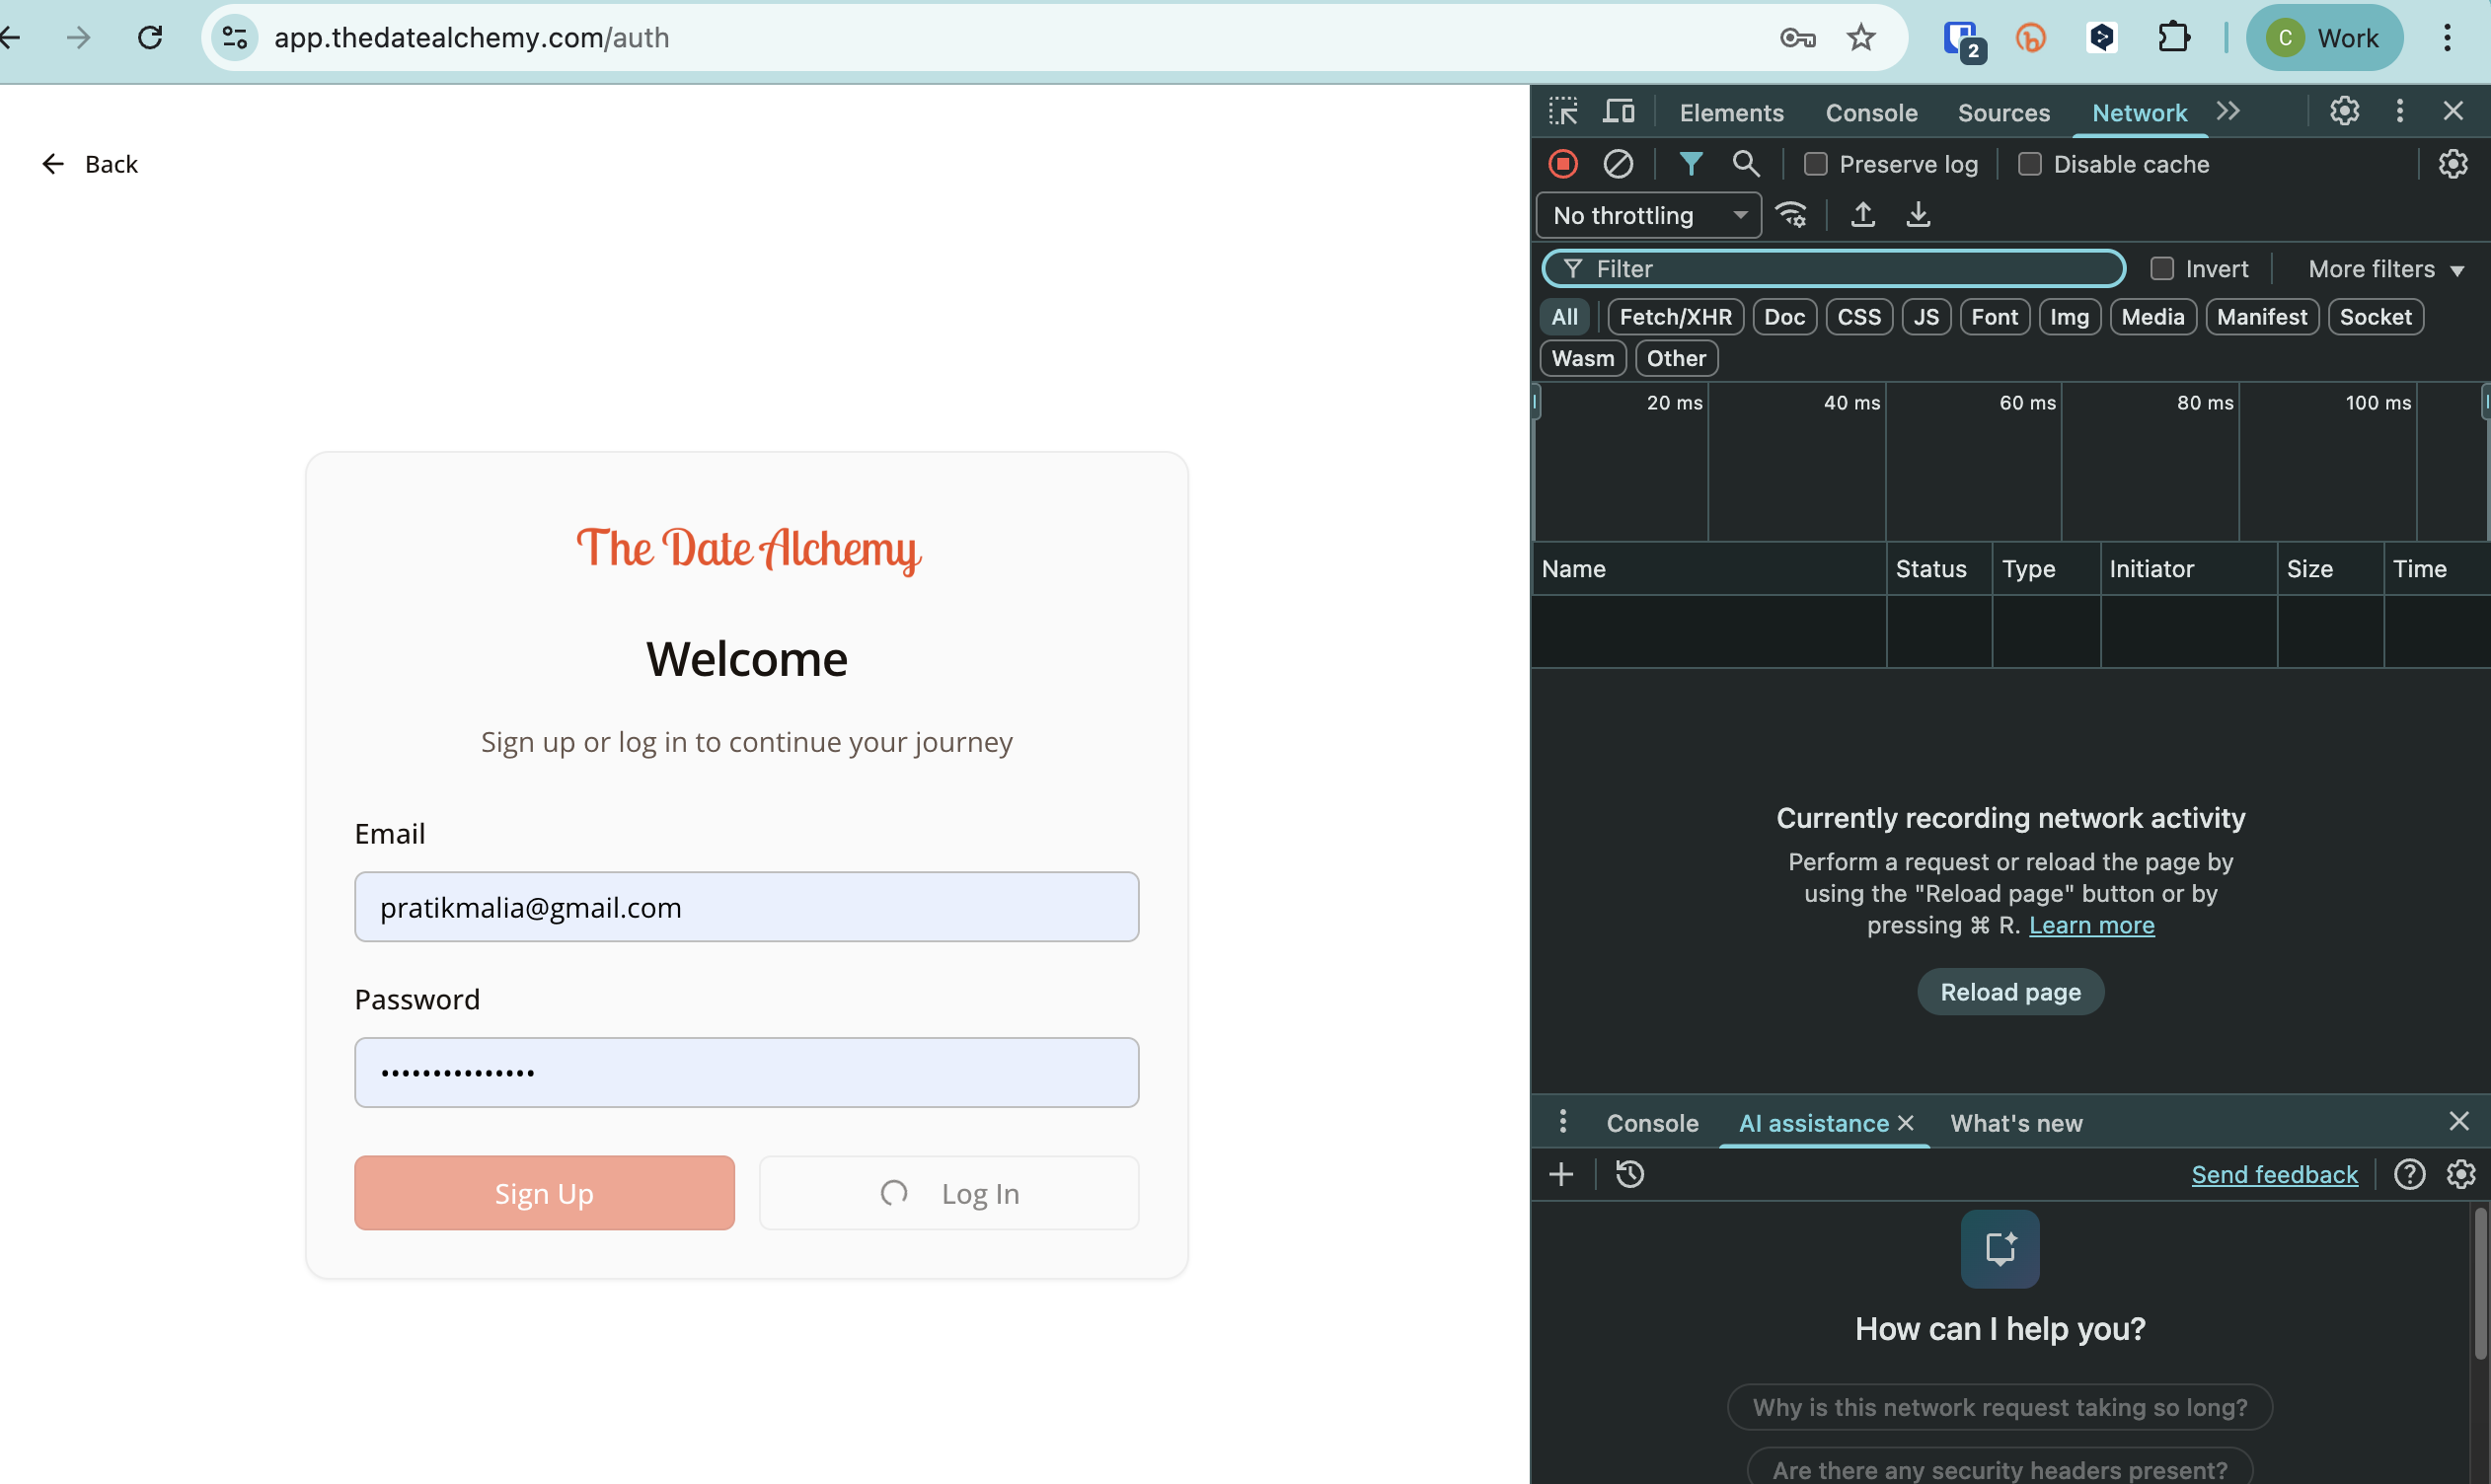 app.thedatealchemy.com/auth
2
C
Work
Back
The Date Alchemy
Welcome
Sign up or log in to continue your journey
Email
pratikmalia@gmail.com
Password
Sign Up
Log In
Elements
Console
Sources
Network
Preserve log
Disable cache
No throttling
Filter
Invert
More filters
All
Fetch/XHR
Doc
CSS
JS
Font
Img
Media
Manifest
Socket
Wasm
Other
20 ms
40 ms
60 ms
80 ms
100 ms
Name
Status
Type
Initiator
Size
Time
Currently recording network activity
Perform a request or reload the page by
using the "Reload page" button or by
pressing ⌘ R. Learn more
Reload page
Console
AI assistance
What's new
Send feedback
How can I help you?
Why is this network request taking so long?
Are there any security headers present?